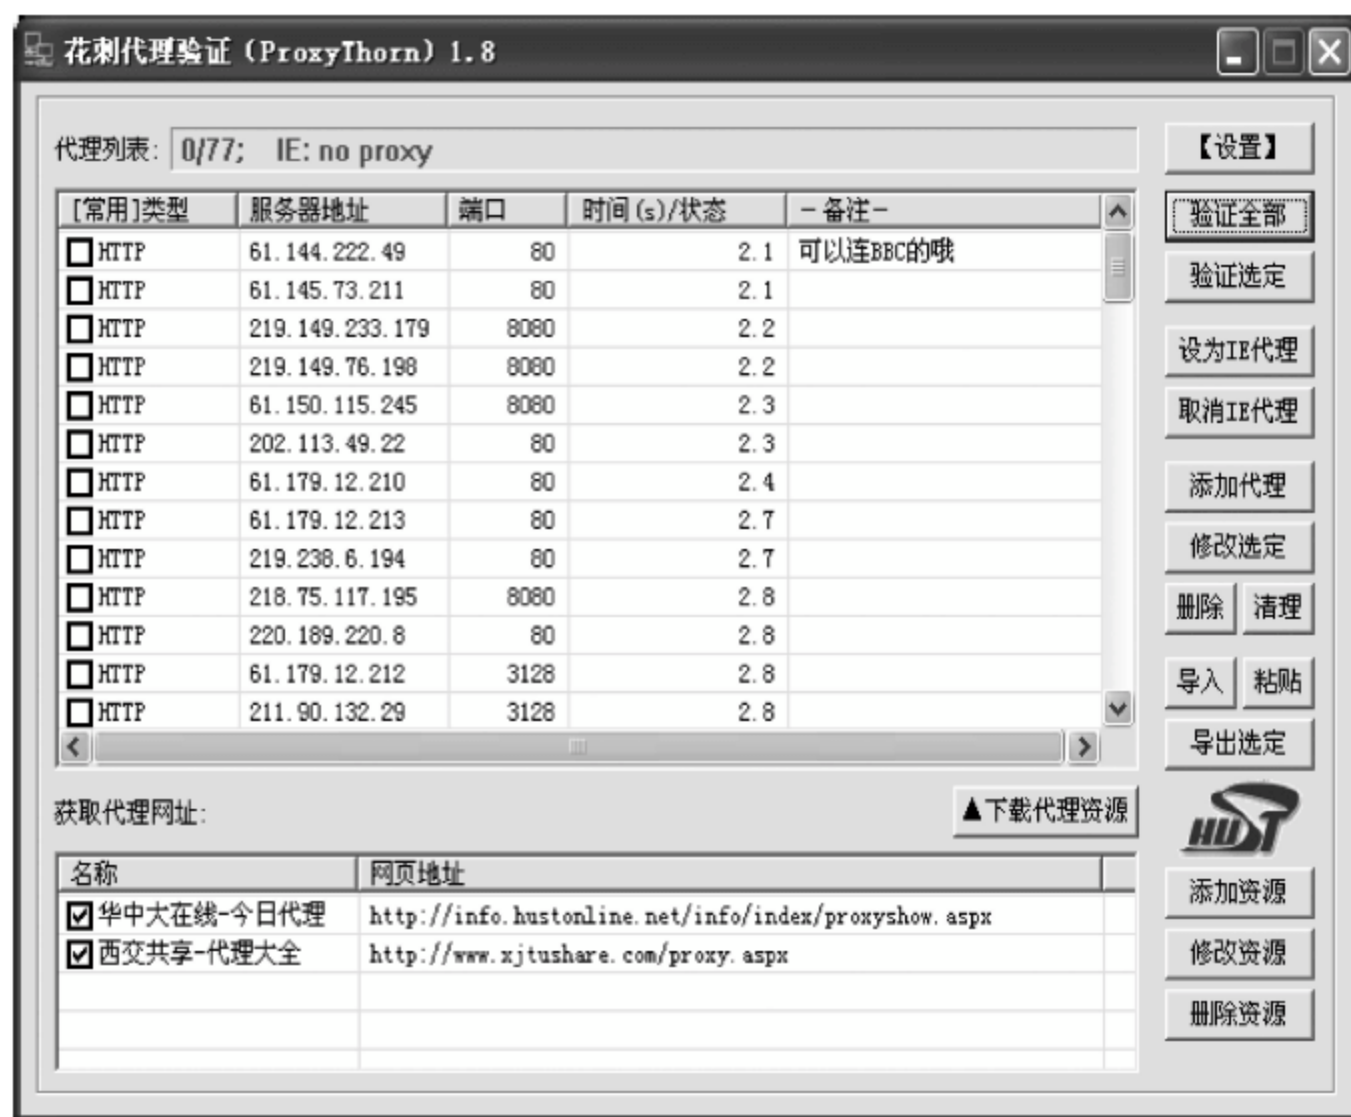 花刺代理验证（ProxyThorn）1.8
代理列表: 0/77; IE: no proxy 【设置】
[常用]类型 服务器地址 端口 时间(s)/状态 -备注- 验证全部
HTTP 61.144.222.49 80 2.1 可以连BBC的哦
HTTP 61.145.73.211 80 2.1 验证选定
HTTP 219.149.233.179 8080 2.2
HTTP 219.149.76.198 8080 2.2 设为IE代理
HTTP 61.150.115.245 8080 2.3 取消IE代理
HTTP 202.113.49.22 80 2.3
HTTP 61.179.12.210 80 2.4 添加代理
HTTP 61.179.12.213 80 2.7
HTTP 219.238.6.194 80 2.7 修改选定
HTTP 218.75.117.195 8080 2.8 删除 清理
HTTP 220.189.220.8 80 2.8
HTTP 61.179.12.212 3128 2.8 导入 粘贴
HTTP 211.90.132.29 3128 2.8
导出选定
获取代理网址: ▲下载代理资源 HUST
名称 网页地址 添加资源
华中大在线-今日代理 http://info.hustonline.net/info/index/proxyshow.aspx
西交共享-代理大全 http://www.xjtushare.com/proxy.aspx 修改资源
删除资源